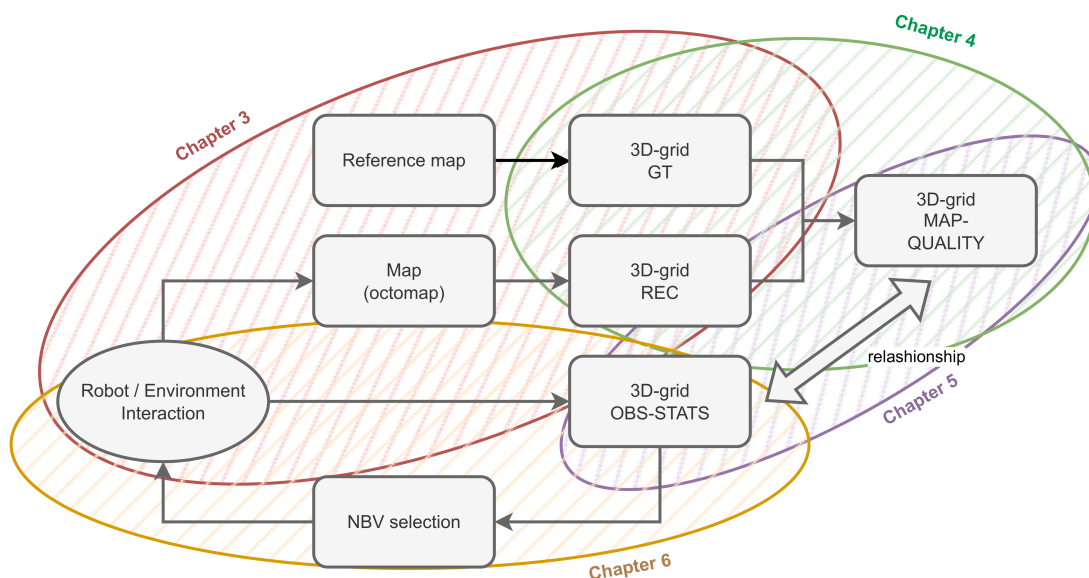 Chapter 4
Chapter 3
Reference map
3D-grid
GT
3D-grid
MAP-
QUALITY
Map
(octomap)
3D-grid
REC
relashionship
Robot / Environment
Interaction
3D-grid
OBS-STATS
Chapter 5
NBV selection
Chapter 6